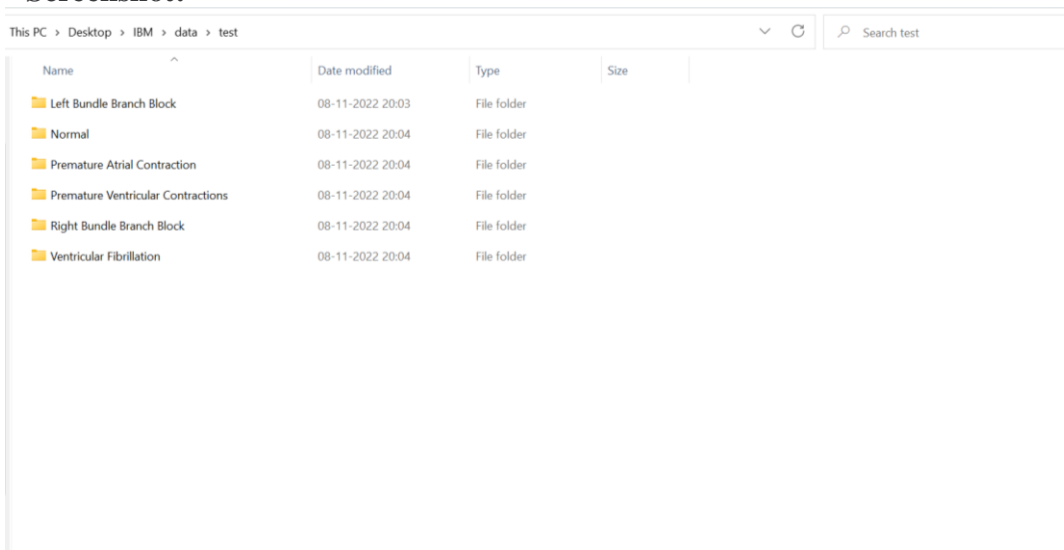 This PC > Desktop > IBM > data > test Search test
Name Date modified Type Size
Left Bundle Branch Block 08-11-2022 20:03 File folder
Normal 08-11-2022 20:04 File folder
Premature Atrial Contraction 08-11-2022 20:04 File folder
Premature Ventricular Contractions 08-11-2022 20:04 File folder
Right Bundle Branch Block 08-11-2022 20:04 File folder
Ventricular Fibrillation 08-11-2022 20:04 File folder